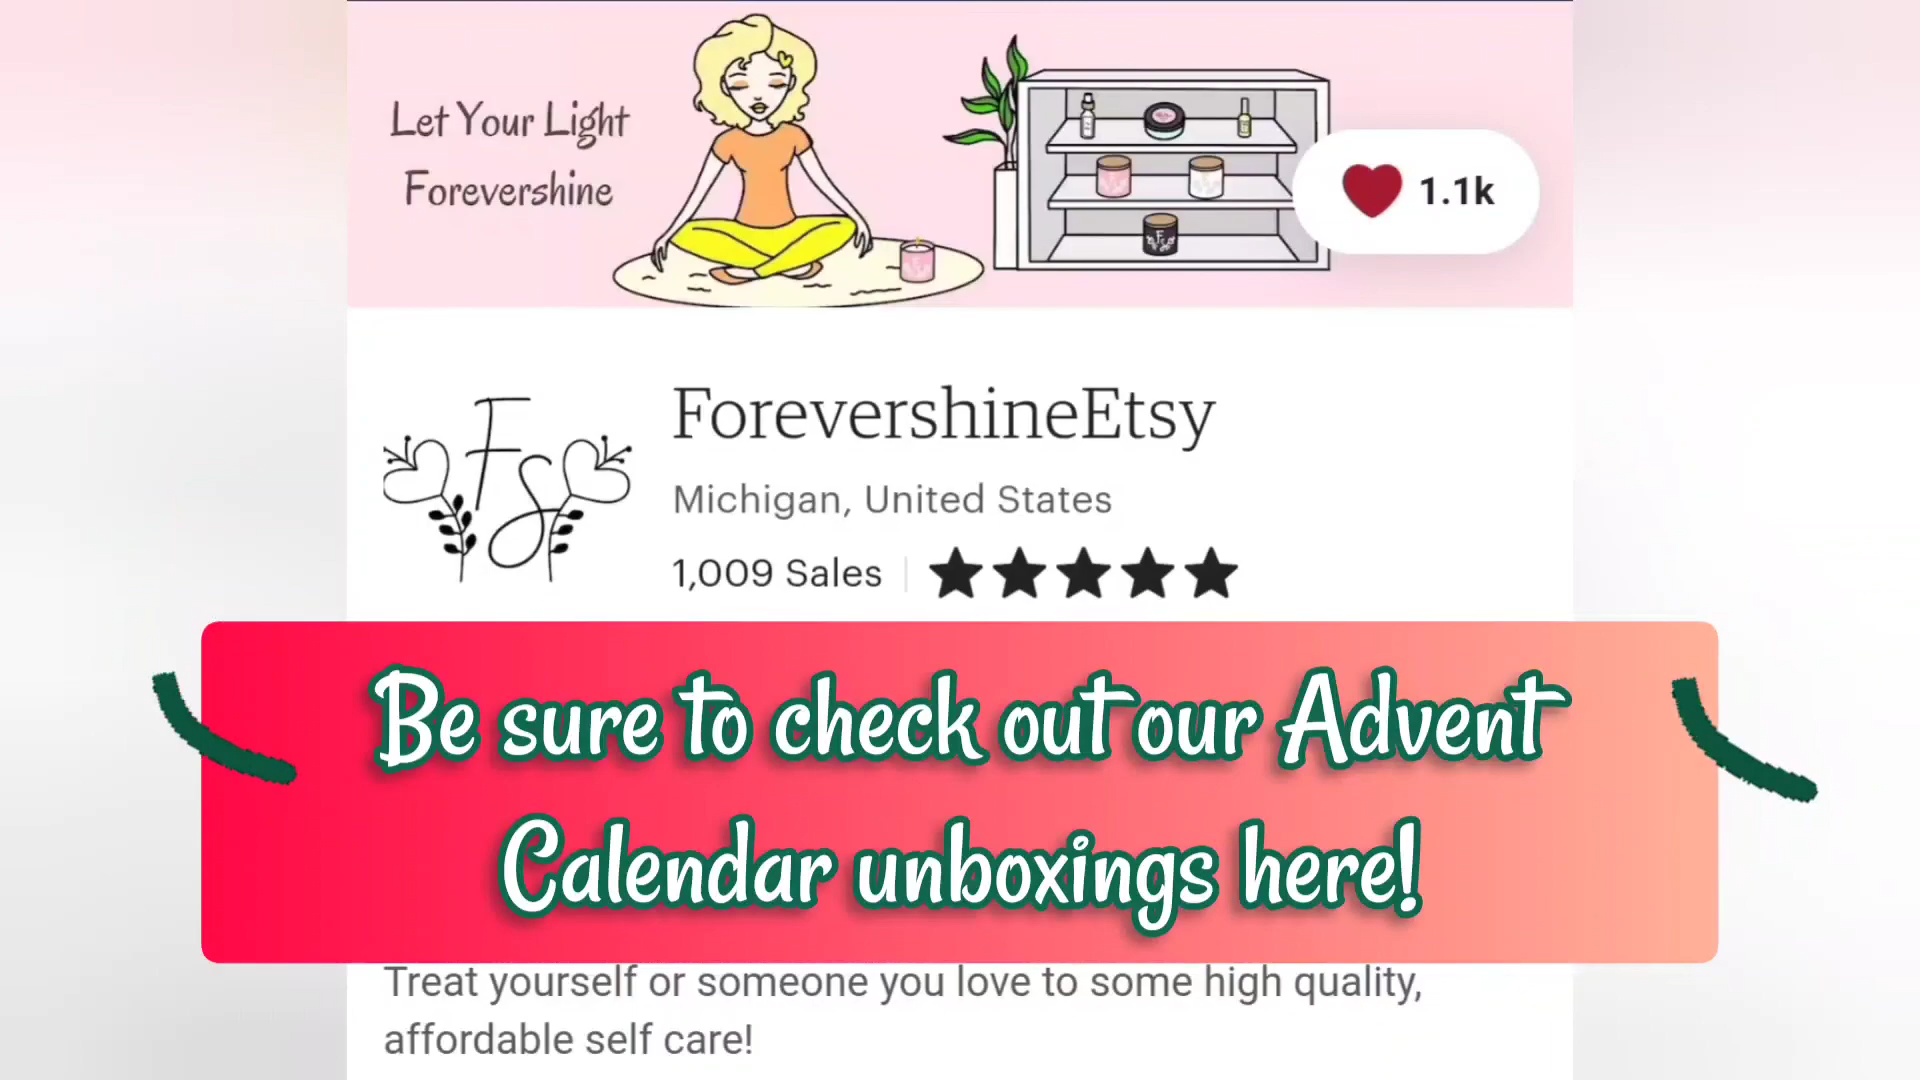 Let Your Light
Forevershine
1.1k
Fs
ForevershineEtsy
Michigan, United States
1,009 Sales
Be sure to check out our Advent
Calendar unboxings here!
Treat yourself or someone you love to some high quality,
affordable self care!